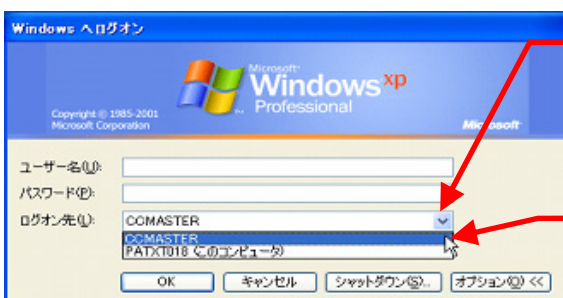 Windows へログオン
Microsoft
Windows xp
Professional
Copyright © 1985-2001
Microsoft Corporation
Microsoft
ユーザー名(U):
パスワード(P):
ログオン先(L):
CCMASTER
CCMASTER
PATXT018 (このコンピュータ)
OK
キャンセル
シャットダウン(S)...
オプション(O) <<